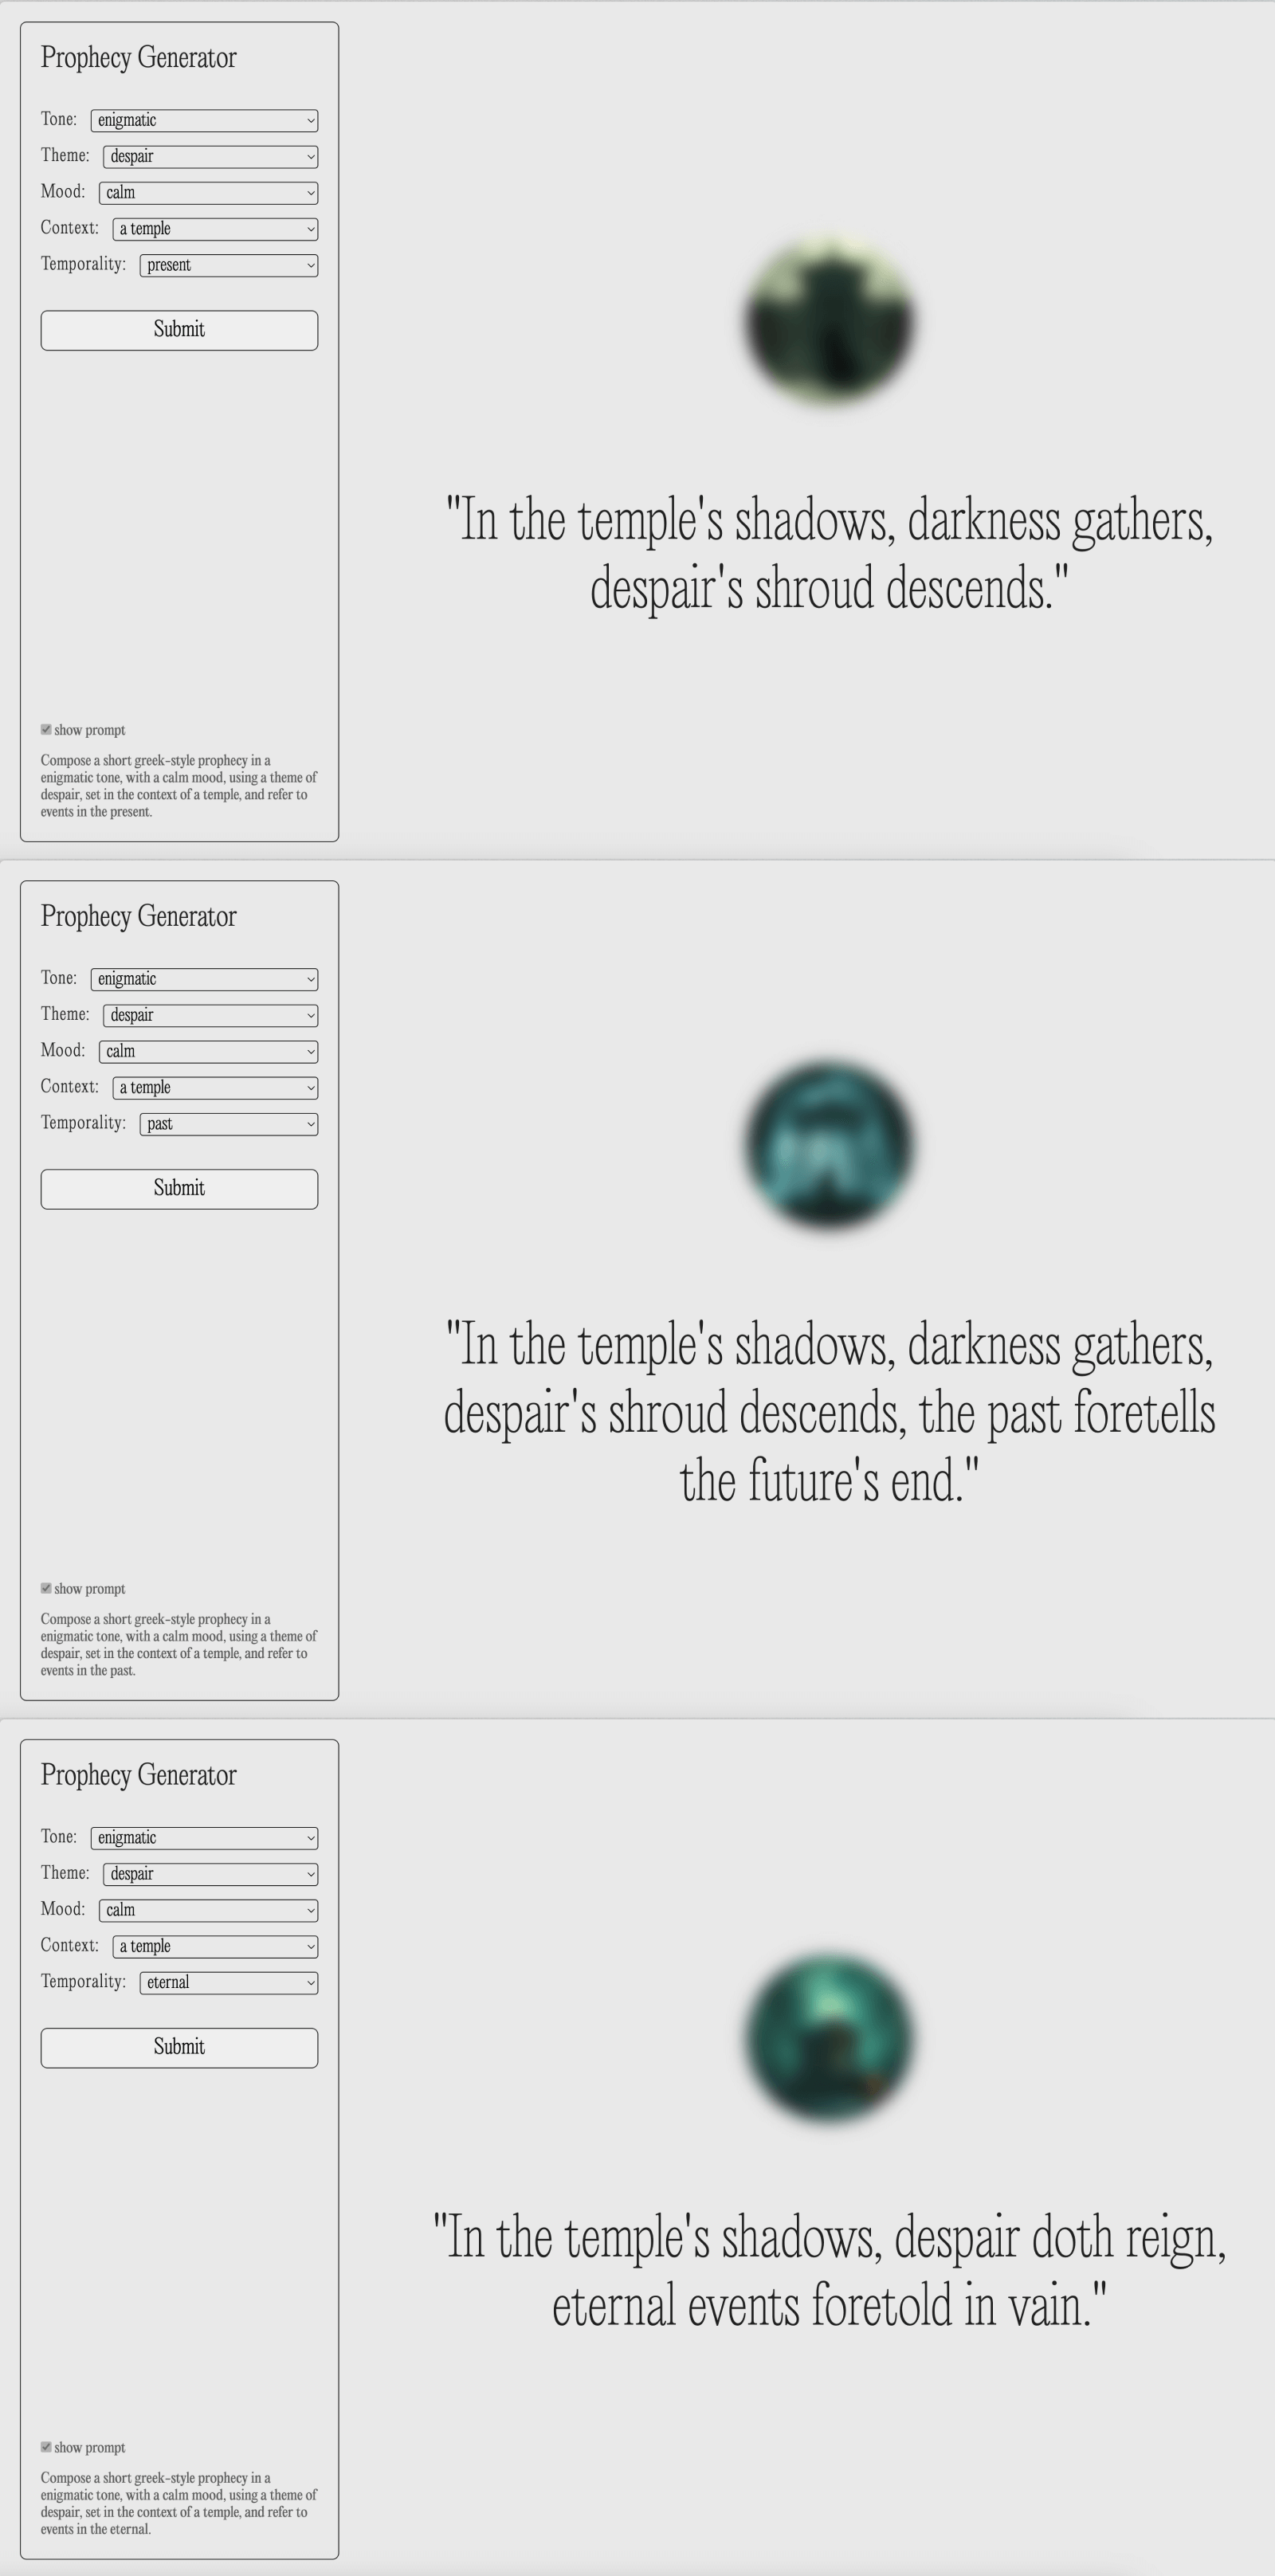 Prophecy Generator
Tone: enigmatic
Theme: despair
Mood: calm
Context: a temple
Temporality: present
Submit
show prompt
Compose a short greek-style prophecy in a
enigmatic tone, with a calm mood, using a theme of
despair, set in the context of a temple, and refer to
events in the present.
"In the temple's shadows, darkness gathers,
despair's shroud descends."
Prophecy Generator
Tone: enigmatic
Theme: despair
Mood: calm
Context: a temple
Temporality: past
Submit
show prompt
Compose a short greek-style prophecy in a
enigmatic tone, with a calm mood, using a theme of
despair, set in the context of a temple, and refer to
events in the past.
"In the temple's shadows, darkness gathers,
despair's shroud descends, the past foretells
the future's end."
Prophecy Generator
Tone: enigmatic
Theme: despair
Mood: calm
Context: a temple
Temporality: eternal
Submit
show prompt
Compose a short greek-style prophecy in a
enigmatic tone, with a calm mood, using a theme of
despair, set in the context of a temple, and refer to
events in the eternal.
"In the temple's shadows, despair doth reign,
eternal events foretold in vain."